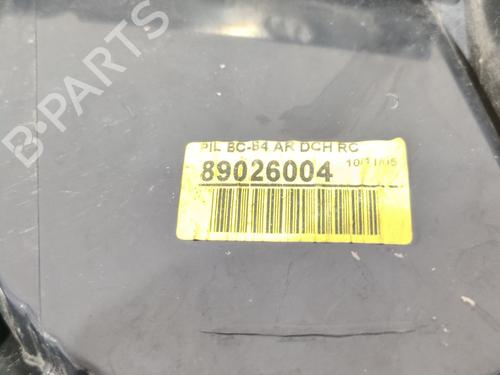 B-PARTS
PIL BC-B4 AR DCH RC
89026004
10/11/05